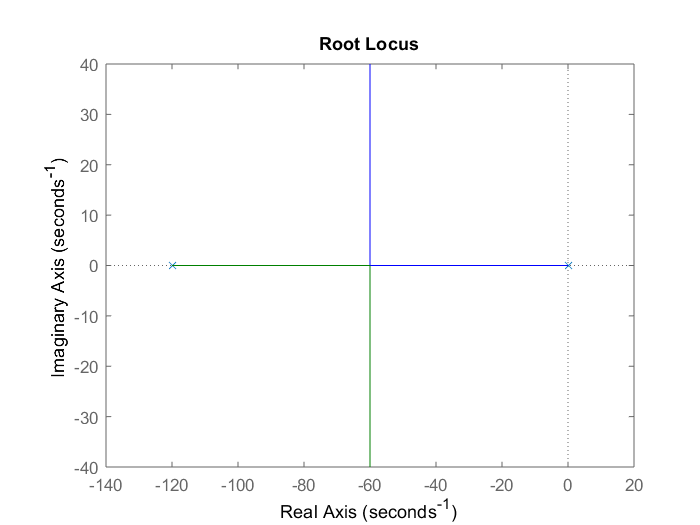 Root Locus
Imaginary Axis (seconds⁻¹)
40
30
20
10
0
-10
-20
-30
-40
-140 -120 -100 -80 -60 -40 -20 0 20
Real Axis (seconds⁻¹)